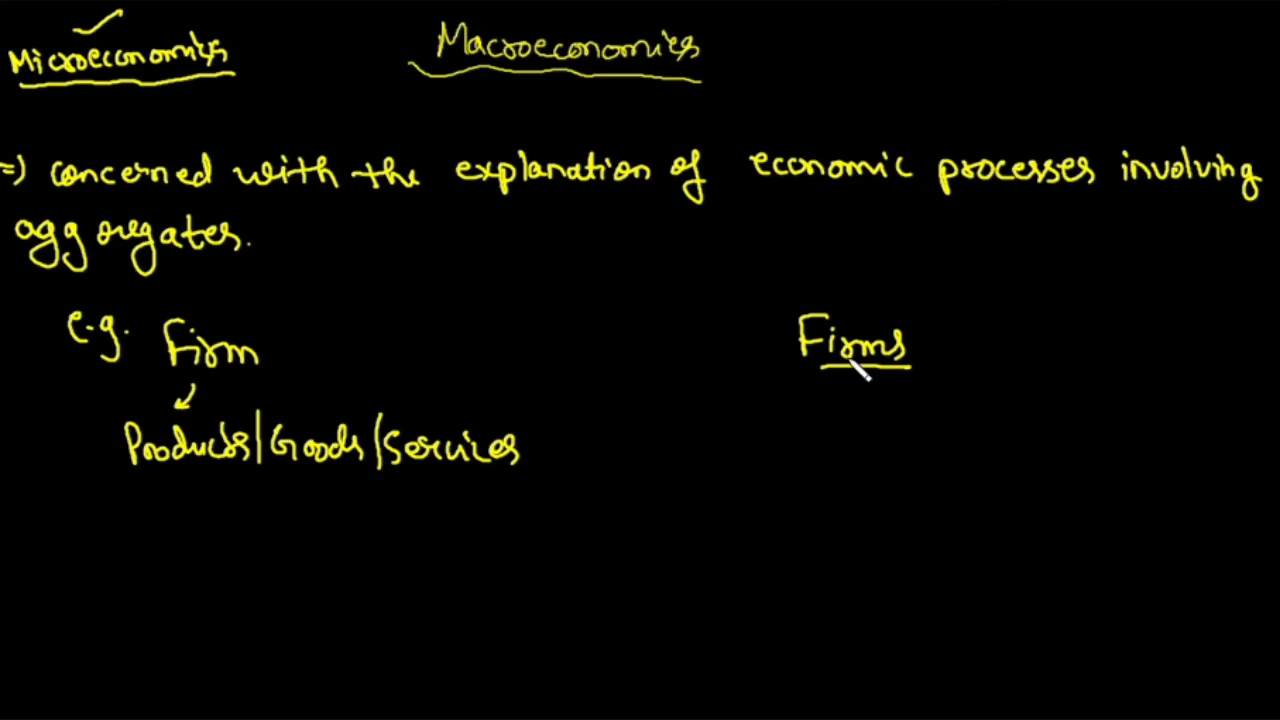 Microeconomics Macroeconomics
=) concerned with the explanation of economic processes involving
aggregates.
e.g. Firm Firms
Products/Goods/Services